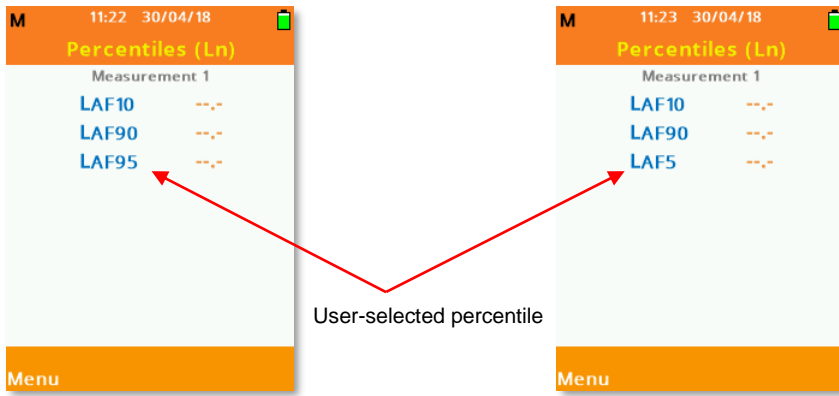 M 11:22 30/04/18
Percentiles (Ln)
Measurement 1
LAF10 --.-
LAF90 --.-
LAF95 --.-
Menu
User-selected percentile
M 11:23 30/04/18
Percentiles (Ln)
Measurement 1
LAF10 --.-
LAF90 --.-
LAF5 --.-
Menu